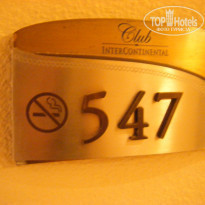 TOP Hotels
Club
INTERCONTINENTAL
547